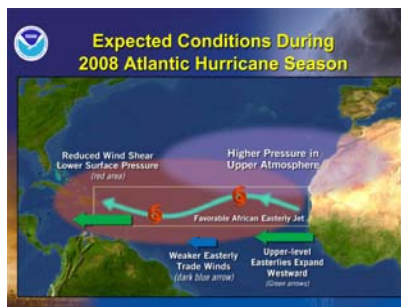 Expected Conditions During
2008 Atlantic Hurricane Season
Reduced Wind Shear
Lower Surface Pressure
(red area)
Higher Pressure in
Upper Atmosphere
Favorable African Easterly Jet
Weaker Easterly
Trade Winds
(dark blue arrow)
Upper-level
Easterlies Expand
Westward
(Green arrows)